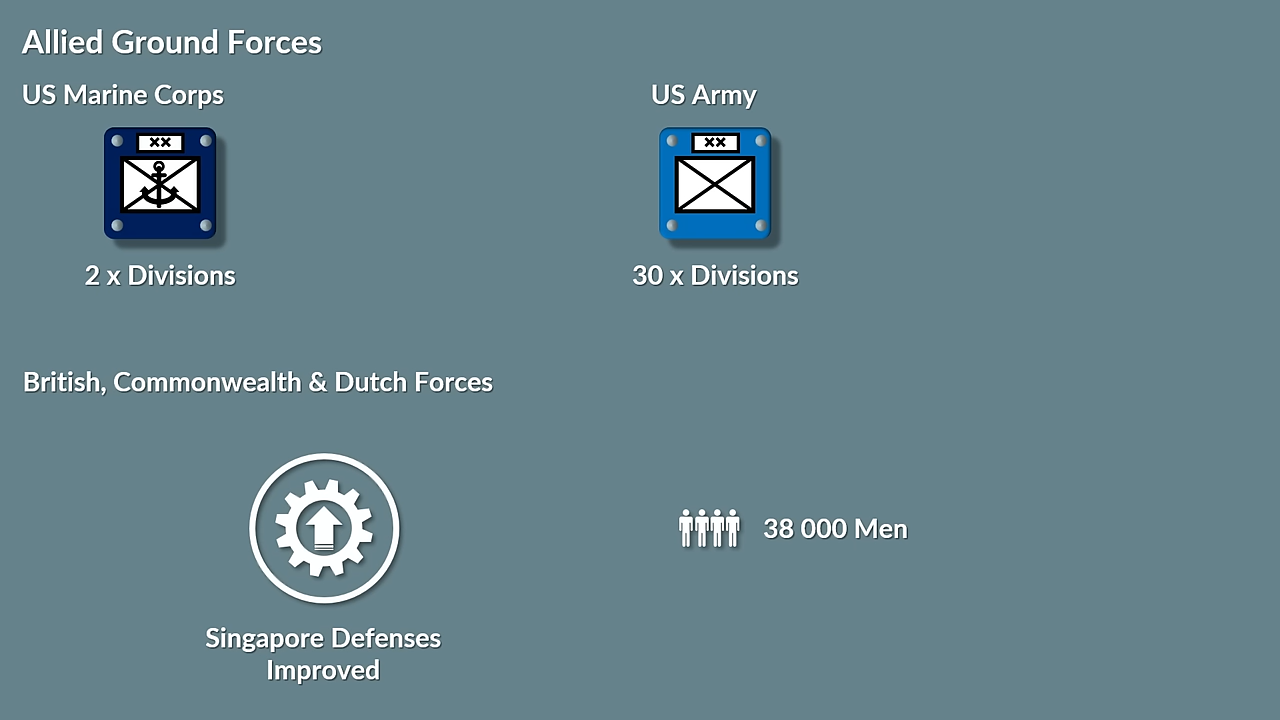 Allied Ground Forces
US Marine Corps
US Army
xx
xx
2 x Divisions
30 x Divisions
British, Commonwealth & Dutch Forces
38 000 Men
Singapore Defenses
Improved